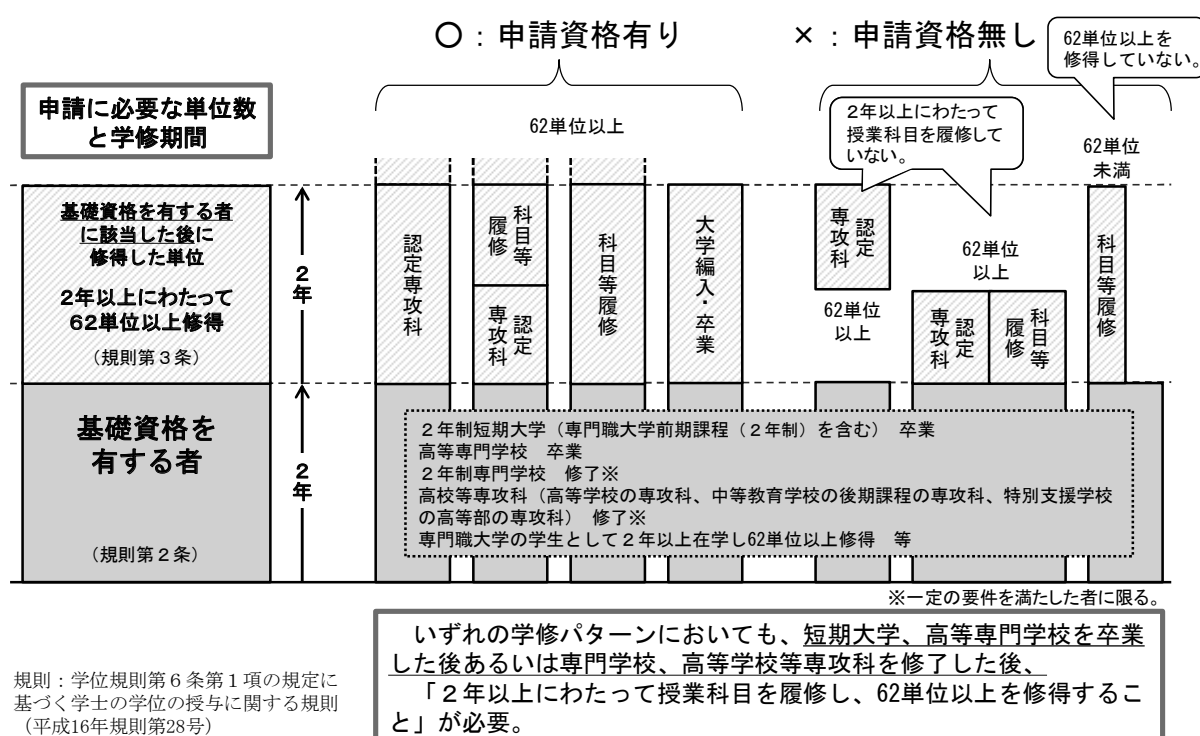 ○：申請資格有り
×：申請資格無し
62単位以上を
修得していない。
申請に必要な単位数
と学修期間
62単位以上
２年以上にわたって
授業科目を履修して
いない。
62単位
未満
基礎資格を有する者
に該当した後に
修得した単位
２年以上にわたって
６２単位以上修得
（規則第３条）
２年
認定専攻科
科目等
履修
認定
専攻科
科目等履修
大学編入・卒業
認定
専攻科
62単位
以上
62単位
以上
認定
専攻科
科目等
履修
科目等履修
基礎資格を
有する者
（規則第２条）
２年
２年制短期大学（専門職大学前期課程（２年制）を含む）　卒業
高等専門学校　卒業
２年制専門学校　修了※
高校等専攻科（高等学校の専攻科、中等教育学校の後期課程の専攻科、特別支援学校
の高等部の専攻科）　修了※
専門職大学の学生として２年以上在学し62単位以上修得　等
※一定の要件を満たした者に限る。
いずれの学修パターンにおいても、短期大学、高等専門学校を卒業
した後あるいは専門学校、高等学校等専攻科を修了した後、
「２年以上にわたって授業科目を履修し、62単位以上を修得するこ
と」が必要。
規則：学位規則第６条第１項の規定に
基づく学士の学位の授与に関する規則
（平成16年規則第28号）